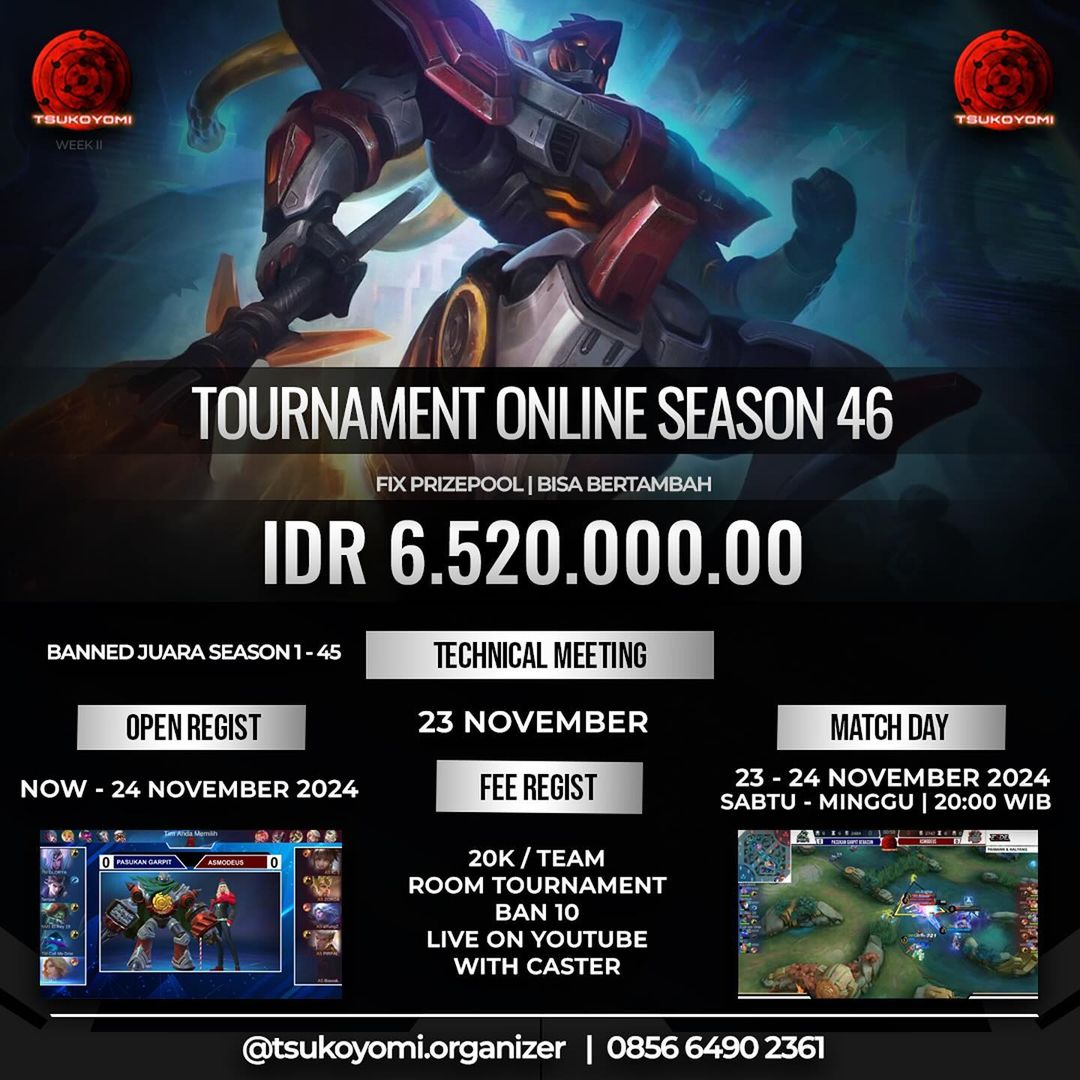 TSUKOYOMI
WEEK II
TSUKOYOMI
TOURNAMENT ONLINE SEASON 46
FIX PRIZEPOOL | BISA BERTAMBAH
IDR 6.520.000.00
BANNED JUARA SEASON 1 - 45
TECHNICAL MEETING
23 NOVEMBER
OPEN REGIST
NOW - 24 NOVEMBER 2024
MATCH DAY
23 - 24 NOVEMBER 2024
SABTU - MINGGU | 20:00 WIB
FEE REGIST
20K / TEAM
ROOM TOURNAMENT
BAN 10
LIVE ON YOUTUBE
WITH CASTER
Tim Anda Memilih
0 PASUKAN GARPIT ASMODEUS 0
@tsukoyomi.organizer | 0856 6490 2361